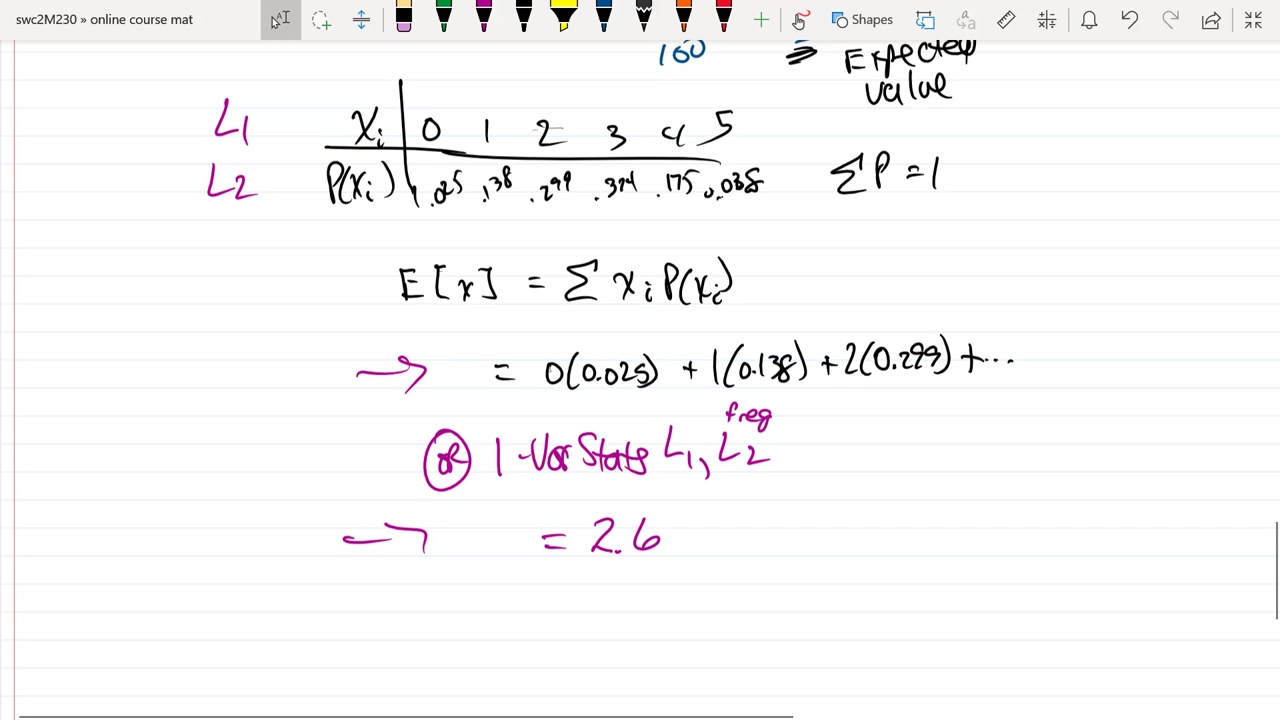 swc2M230 » online course mat
Shapes
160 = Expected
value
L1 Xi 0 1 2 3 4 5
L2 P(Xi) .025 .138 .299 .324 .175 0.038 ΣP = 1
E[x] = Σ xi P(xi)
→ = 0(0.025) + 1(0.138) + 2(0.299) + ...
freq
OR 1-Var Stats L1, L2
→ = 2.6